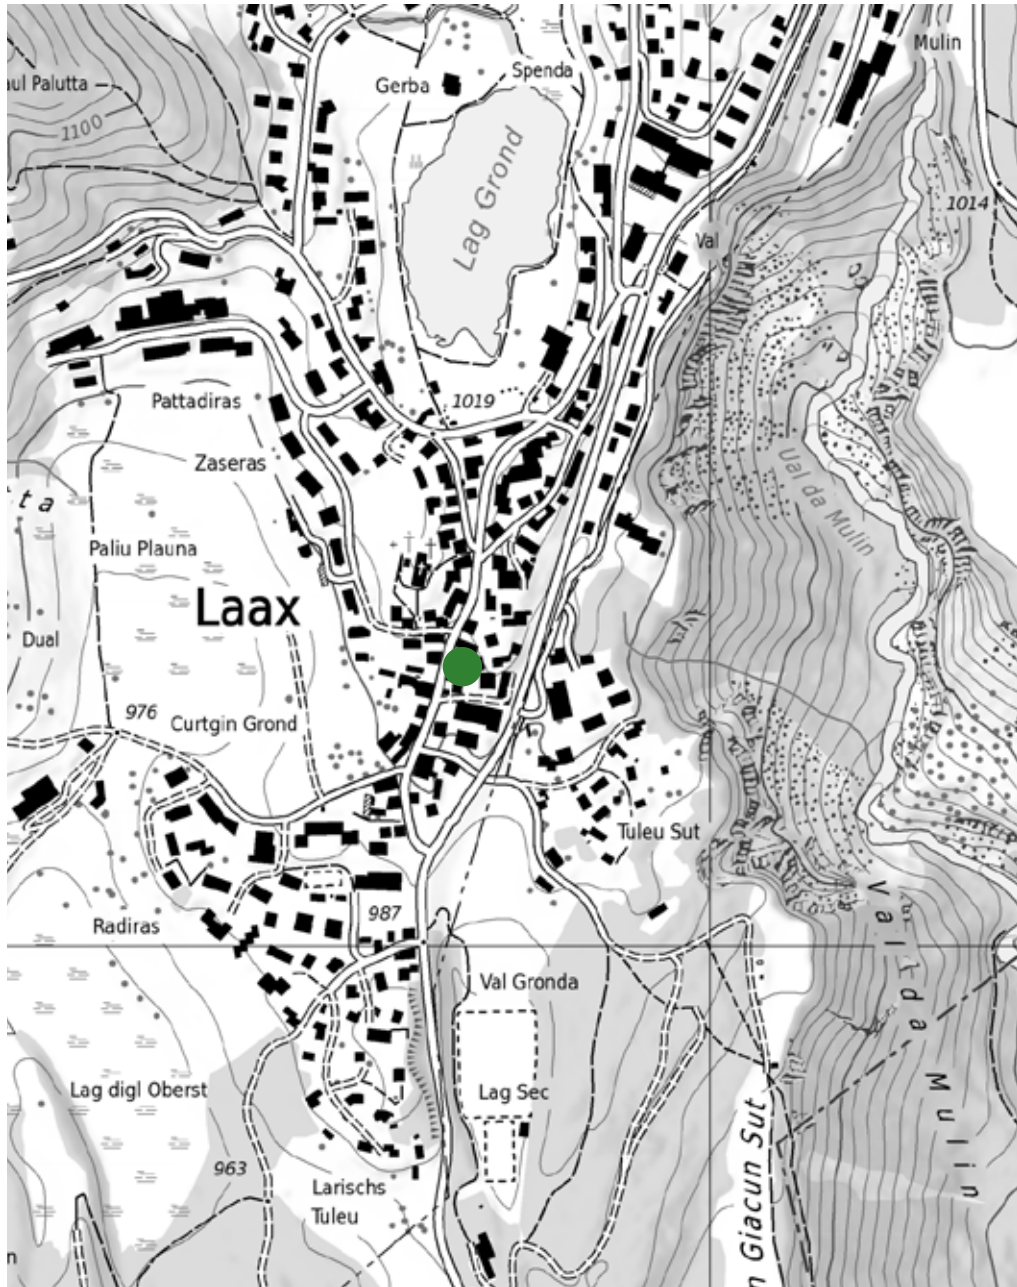 Mulin
Spenda
aul Palutta
Gerba
1100
Lag Grond
1014
Val
Pattadiras
1019
Zaseras
tta
Ual da Mulin
Paliu Plauna
Laax
Dual
976
Curtgin Grond
Tuleu Sut
987
Radiras
Val da Mulin
Val Gronda
Lag digl Oberst
Lag Sec
963
Larischs
Tuleu
n Giacun Sut
n